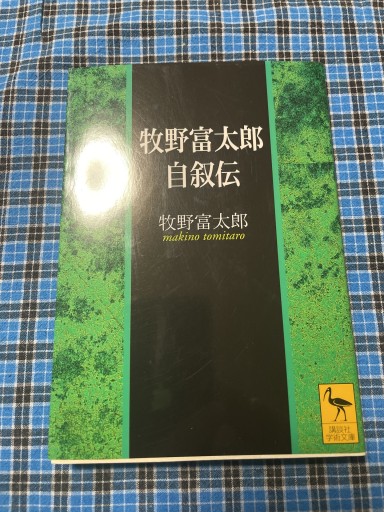 牧野富太郎
自叙伝
牧野富太郎
makino tomitaro
講談社
学術文庫